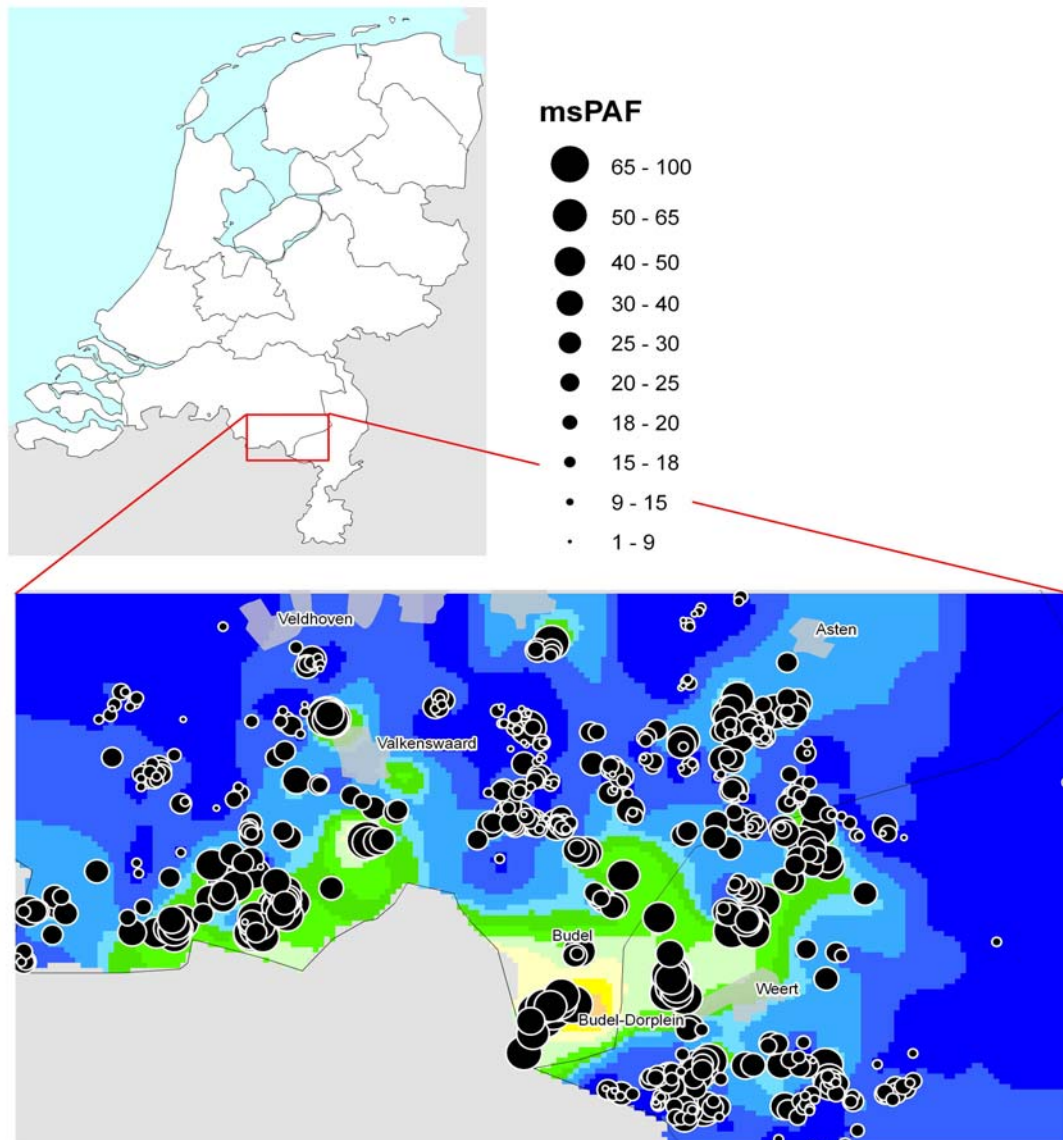 msPAF
65 - 100
50 - 65
40 - 50
30 - 40
25 - 30
20 - 25
18 - 20
15 - 18
9 - 15
1 - 9
Veldhoven
Asten
Valkenswaard
Budel
Weert
Budel-Dorplein